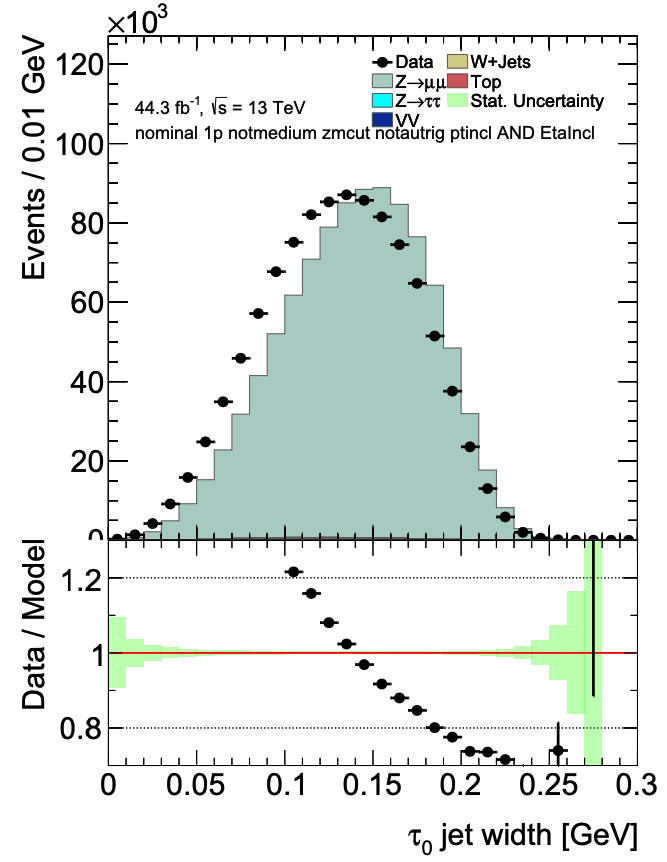 ×10³
Events / 0.01 GeV
120
100
80
60
40
20
0
Data
W+Jets
Z→μμ
Top
Z→ττ
Stat. Uncertainty
VV
44.3 fb⁻¹, √s = 13 TeV
nominal 1p notmedium zmcut notautrig ptincl AND EtaIncl
Data / Model
1.2
1
0.8
0 0.05 0.1 0.15 0.2 0.25 0.3
τ₀ jet width [GeV]